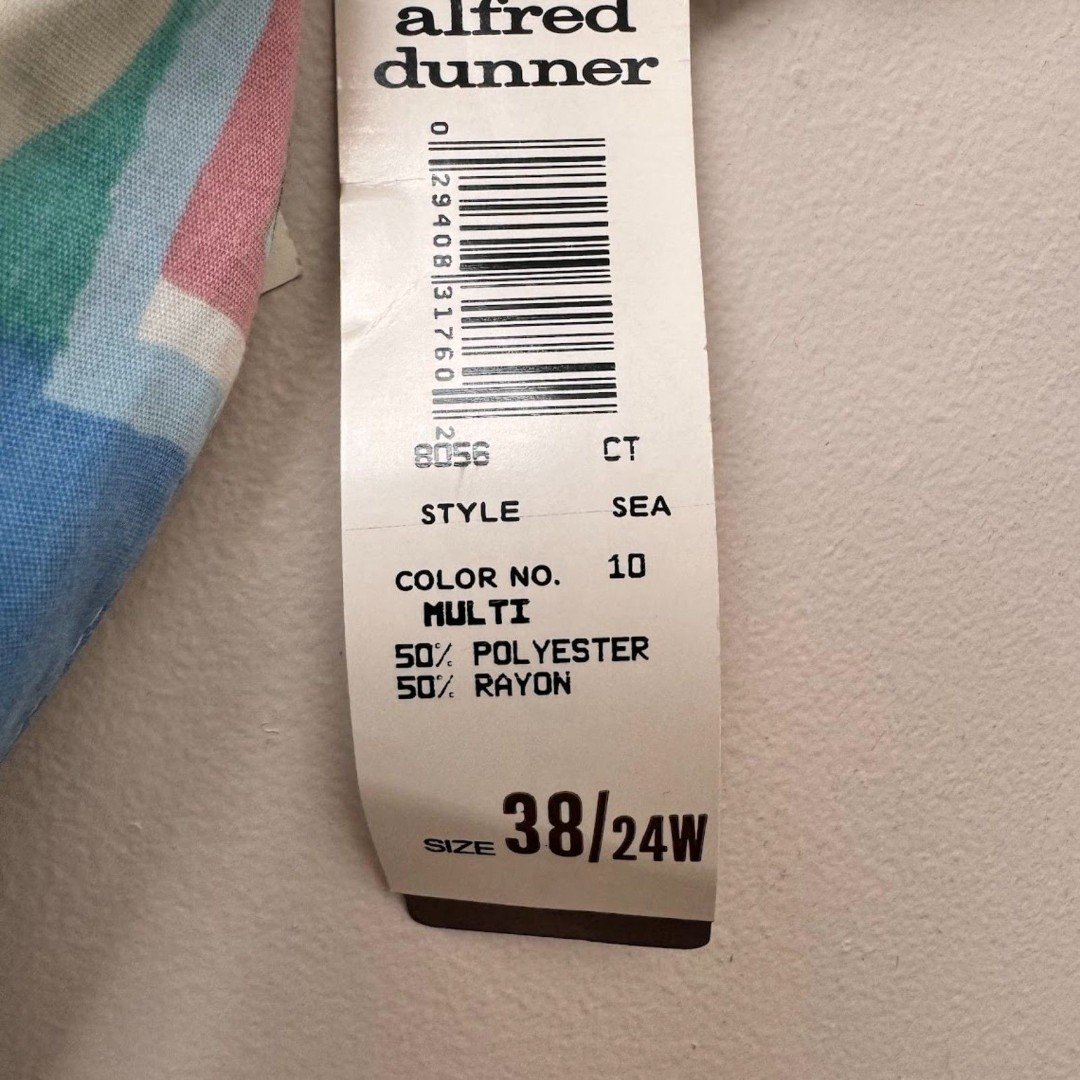 alfred
dunner
0 29408 31760 2
8056 CT
STYLE SEA
COLOR NO. 10
MULTI
50% POLYESTER
50% RAYON
SIZE 38/24W